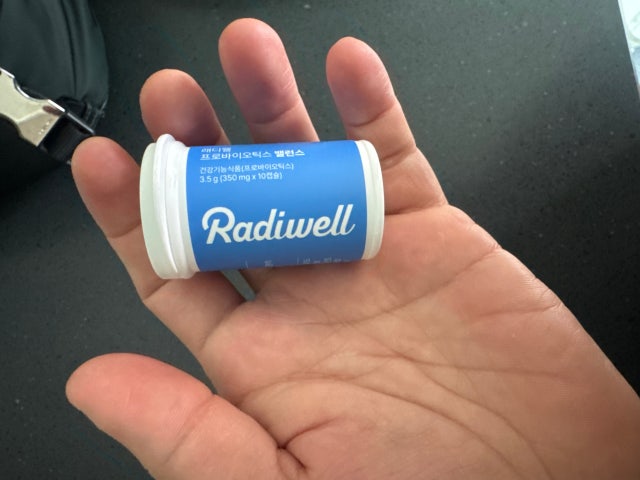 래디웰
프로바이오틱스 밸런스
건강기능식품(프로바이오틱스)
3.5 g (350 mg x 10캡슐)
Radiwell